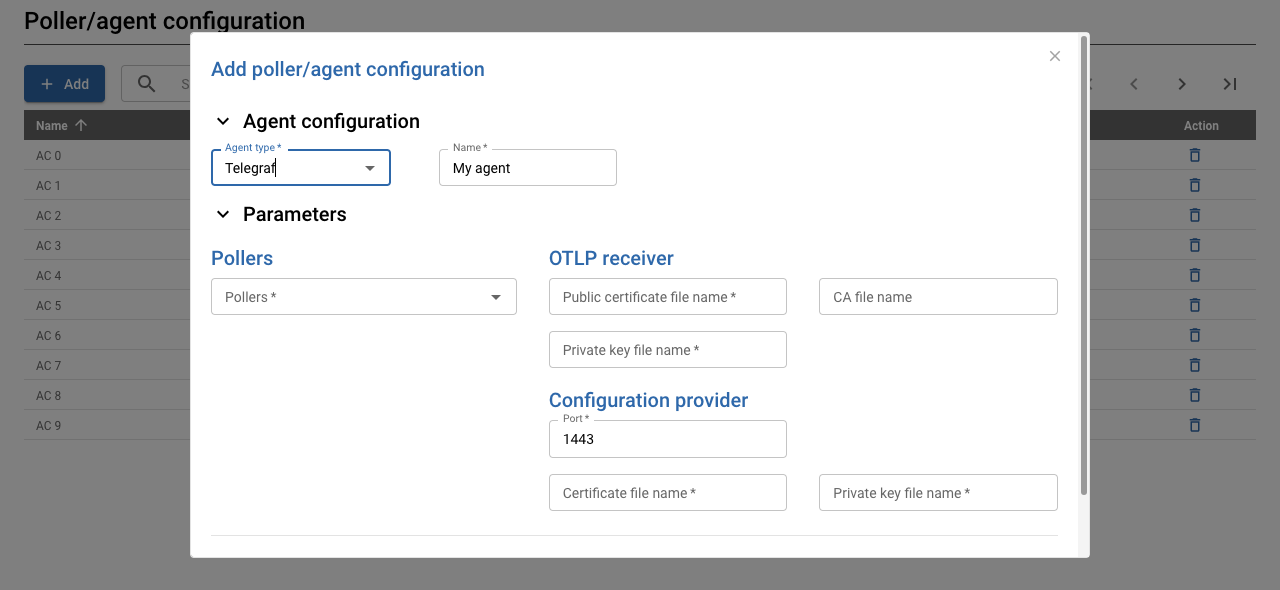 Poller/agent configuration
Add
S
Name
Action
AC 0
AC 1
AC 2
AC 3
AC 4
AC 5
AC 6
AC 7
AC 8
AC 9
Add poller/agent configuration
Agent configuration
Agent type *
Telegraf
Name *
My agent
Parameters
Pollers
Pollers *
OTLP receiver
Public certificate file name *
CA file name
Private key file name *
Configuration provider
Port *
1443
Certificate file name *
Private key file name *